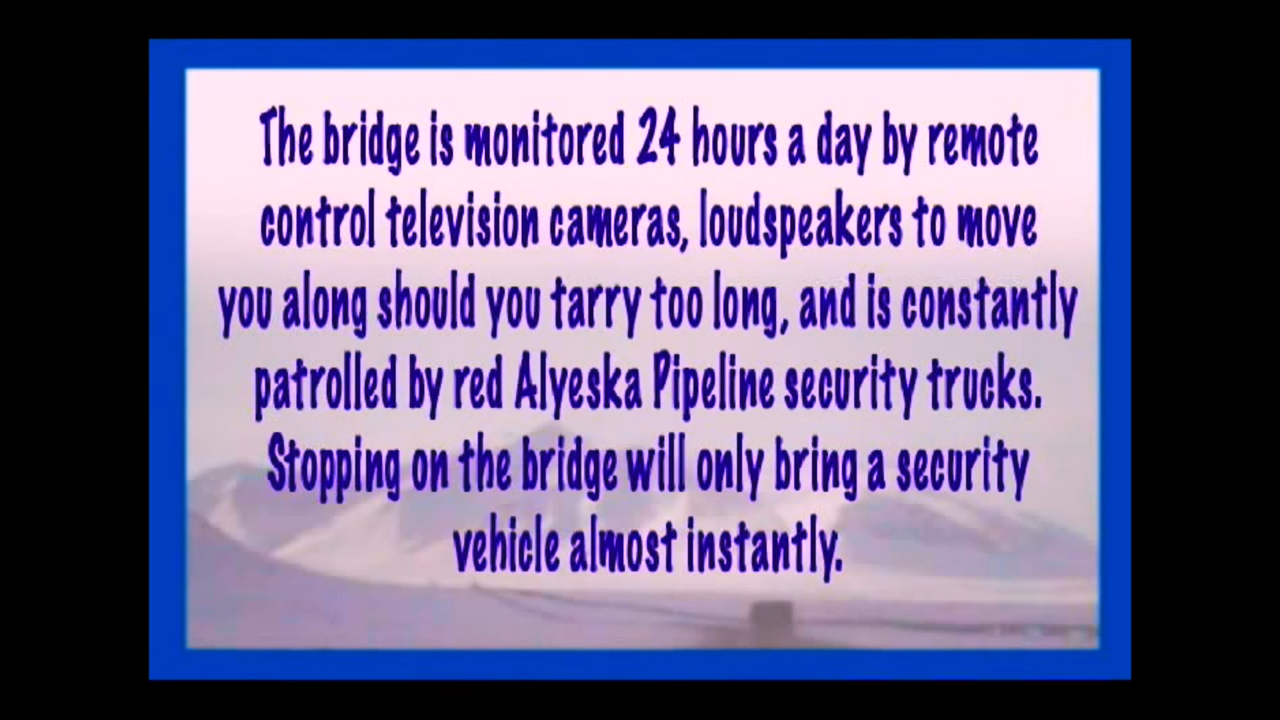 The bridge is monitored 24 hours a day by remote
control television cameras, loudspeakers to move
you along should you tarry too long, and is constantly
patrolled by red Alyeska Pipeline security trucks.
Stopping on the bridge will only bring a security
vehicle almost instantly.